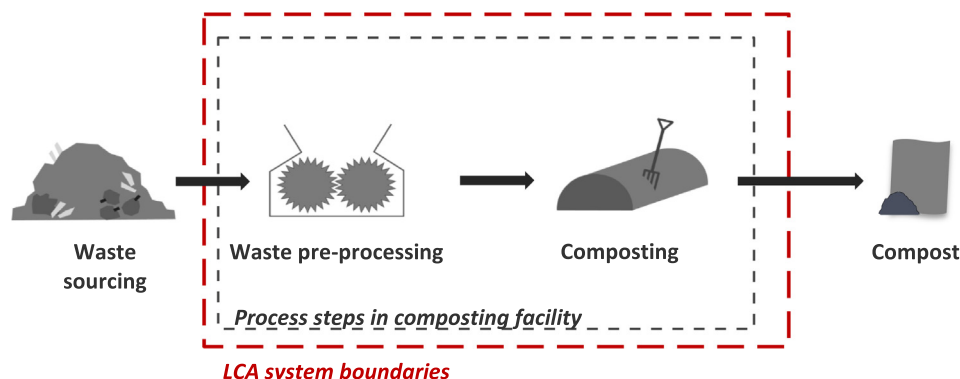 Waste
sourcing
Waste pre-processing
Composting
Compost
Process steps in composting facility
LCA system boundaries